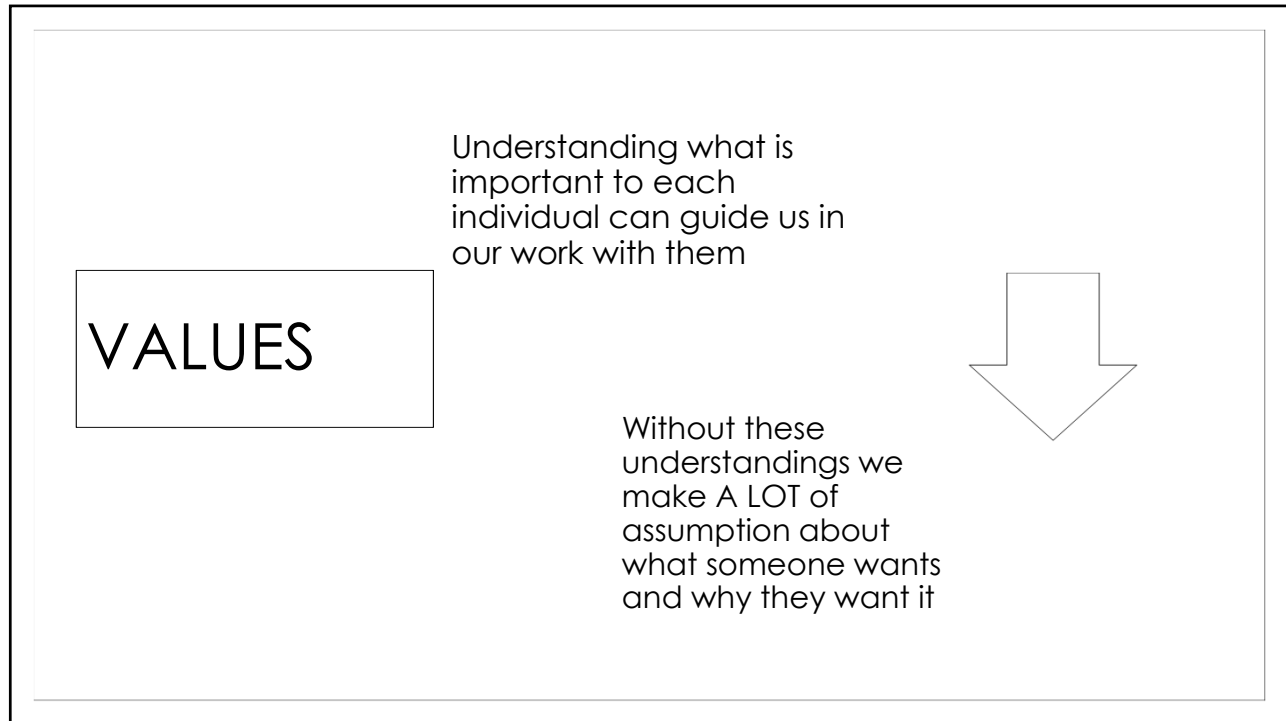 VALUES
Understanding what is
important to each
individual can guide us in
our work with them
Without these
understandings we
make A LOT of
assumption about
what someone wants
and why they want it